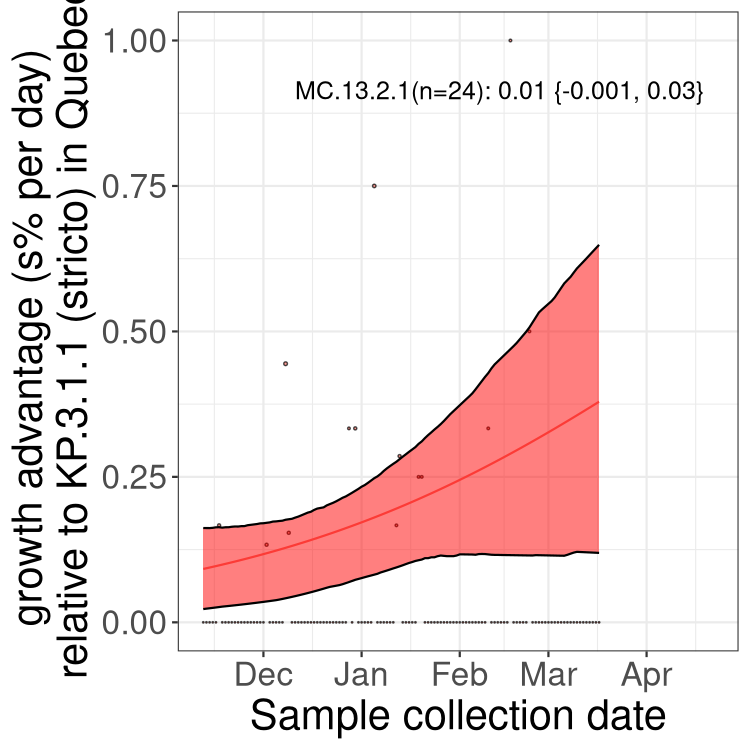 growth advantage (s% per day)
relative to KP.3.1.1 (stricto) in Quebec
1.00
MC.13.2.1(n=24): 0.01 {-0.001, 0.03}
0.75
0.50
0.25
0.00
Dec Jan Feb Mar Apr
Sample collection date